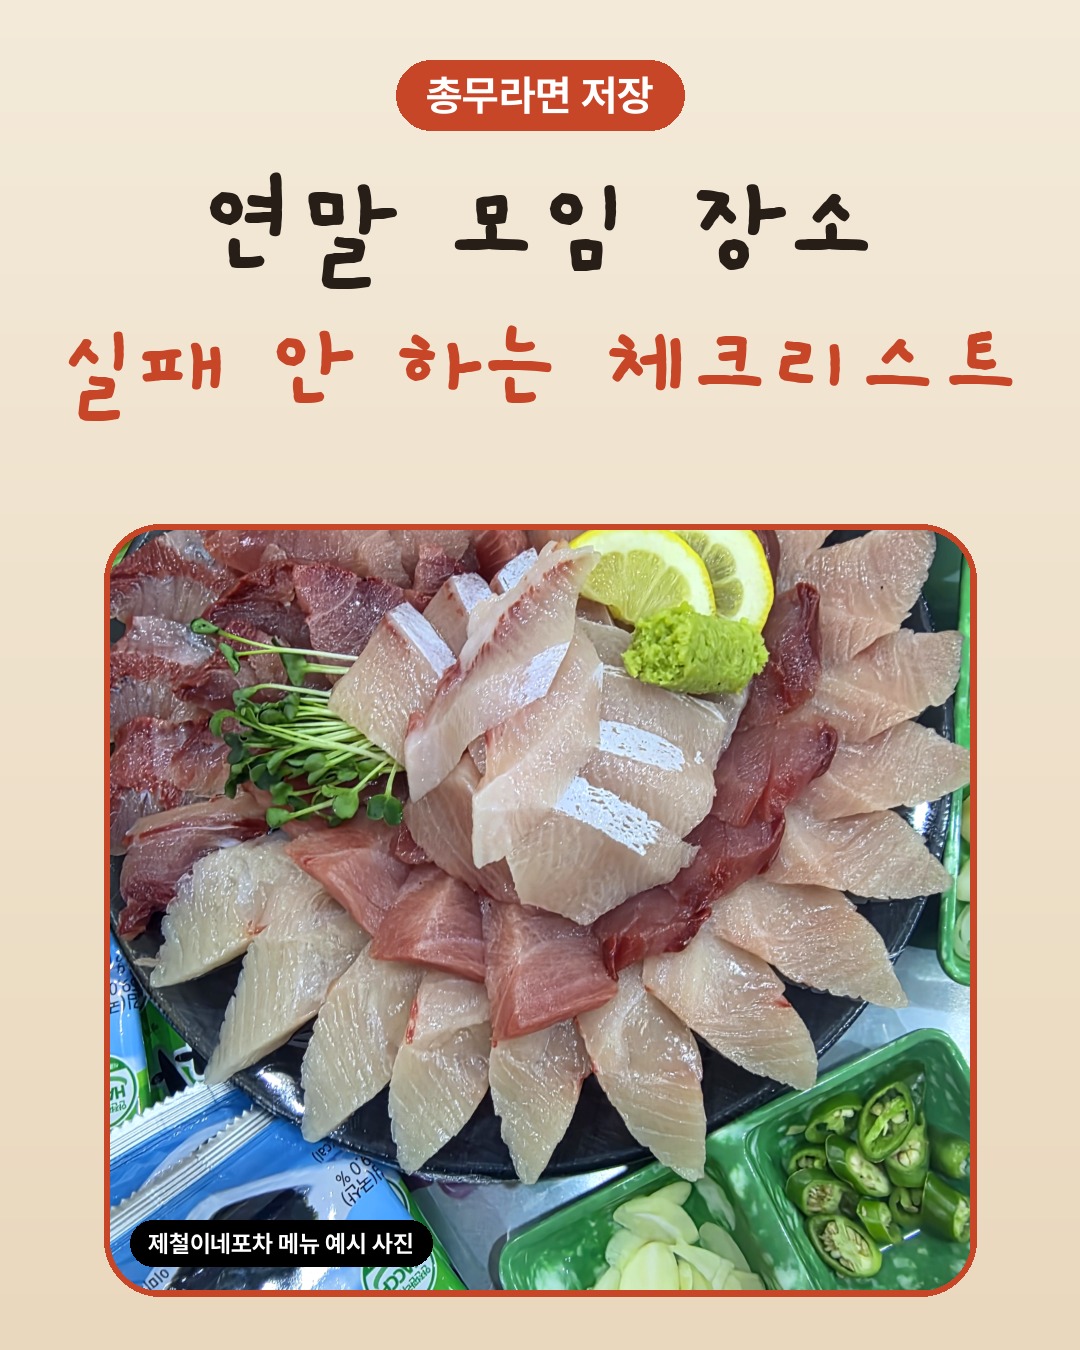 총무라면 저장
연말 모임 장소
실패 안 하는 체크리스트
제철이네포차 메뉴 예시 사진